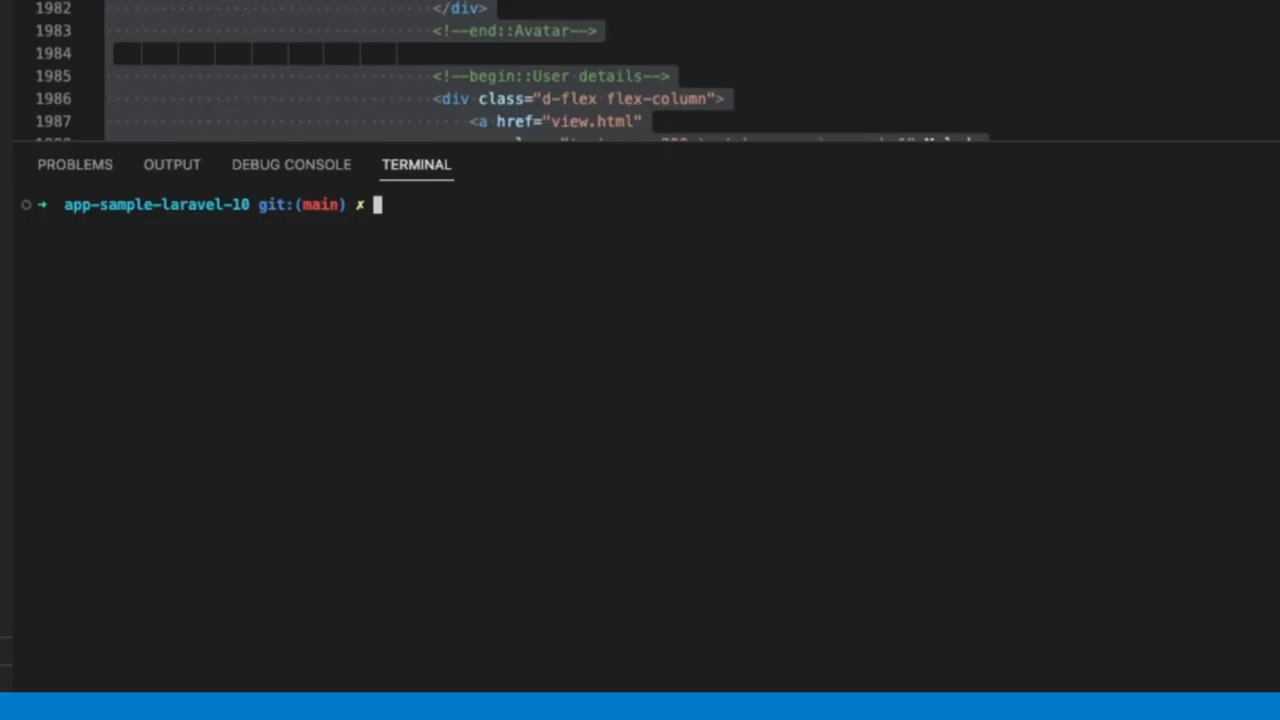 1982 </div>
1983 <!--end::Avatar-->
1984
1985 <!--begin::User details-->
1986 <div class="d-flex flex-column">
1987 <a href="view.html"
PROBLEMS OUTPUT DEBUG CONSOLE TERMINAL
➜ app-sample-laravel-10 git:(main) ✗